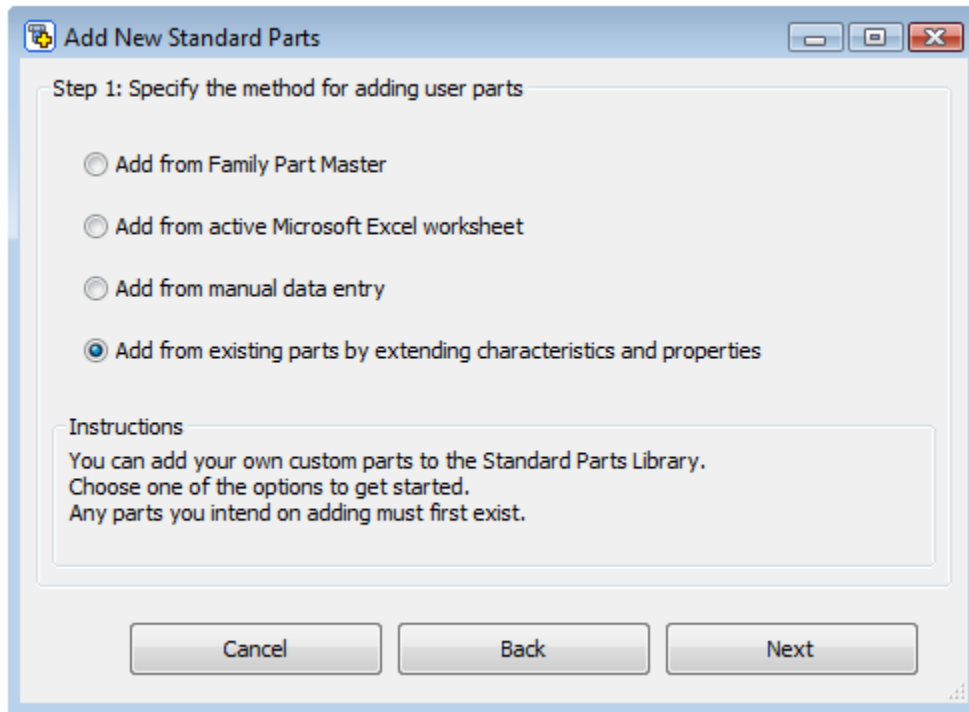 Add New Standard Parts
Step 1: Specify the method for adding user parts
Add from Family Part Master
Add from active Microsoft Excel worksheet
Add from manual data entry
Add from existing parts by extending characteristics and properties
Instructions
You can add your own custom parts to the Standard Parts Library.
Choose one of the options to get started.
Any parts you intend on adding must first exist.
Cancel
Back
Next